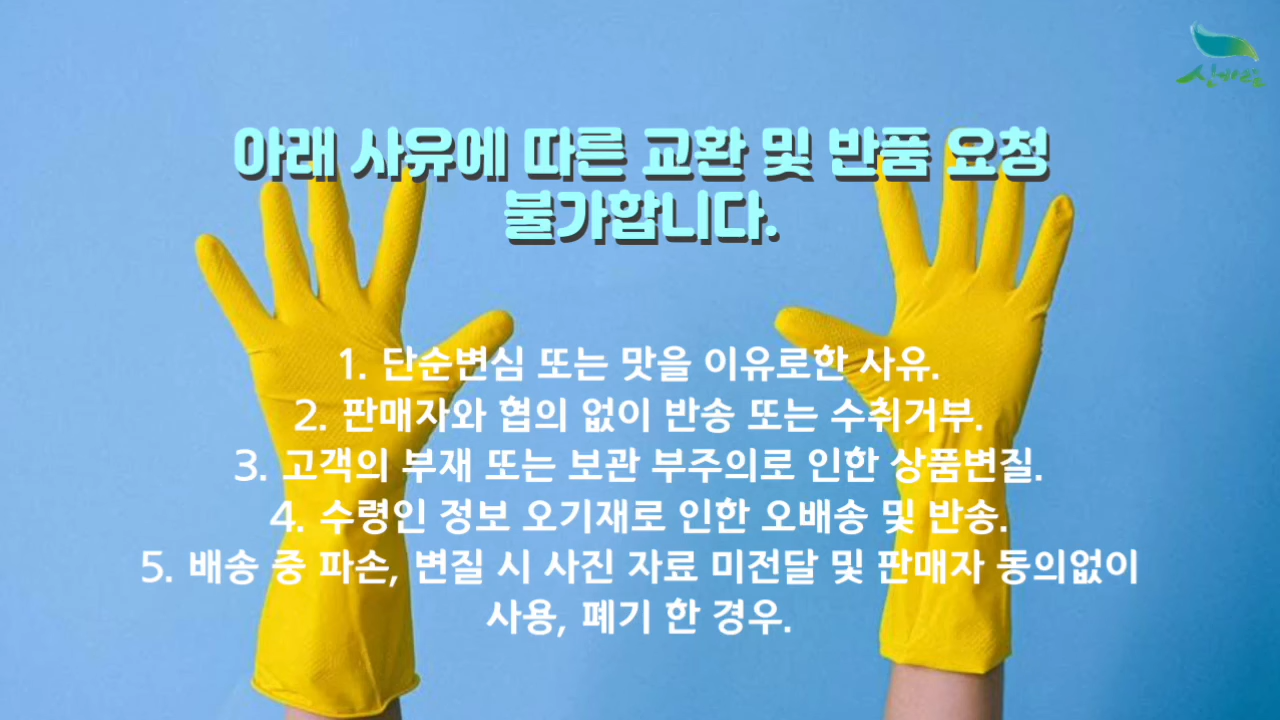 아래 사유에 따른 교환 및 반품 요청
불가합니다.
1. 단순변심 또는 맛을 이유로한 사유.
2. 판매자와 협의 없이 반송 또는 수취거부.
3. 고객의 부재 또는 보관 부주의로 인한 상품변질.
4. 수령인 정보 오기재로 인한 오배송 및 반송.
5. 배송 중 파손, 변질 시 사진 자료 미전달 및 판매자 동의없이
사용, 폐기 한 경우.